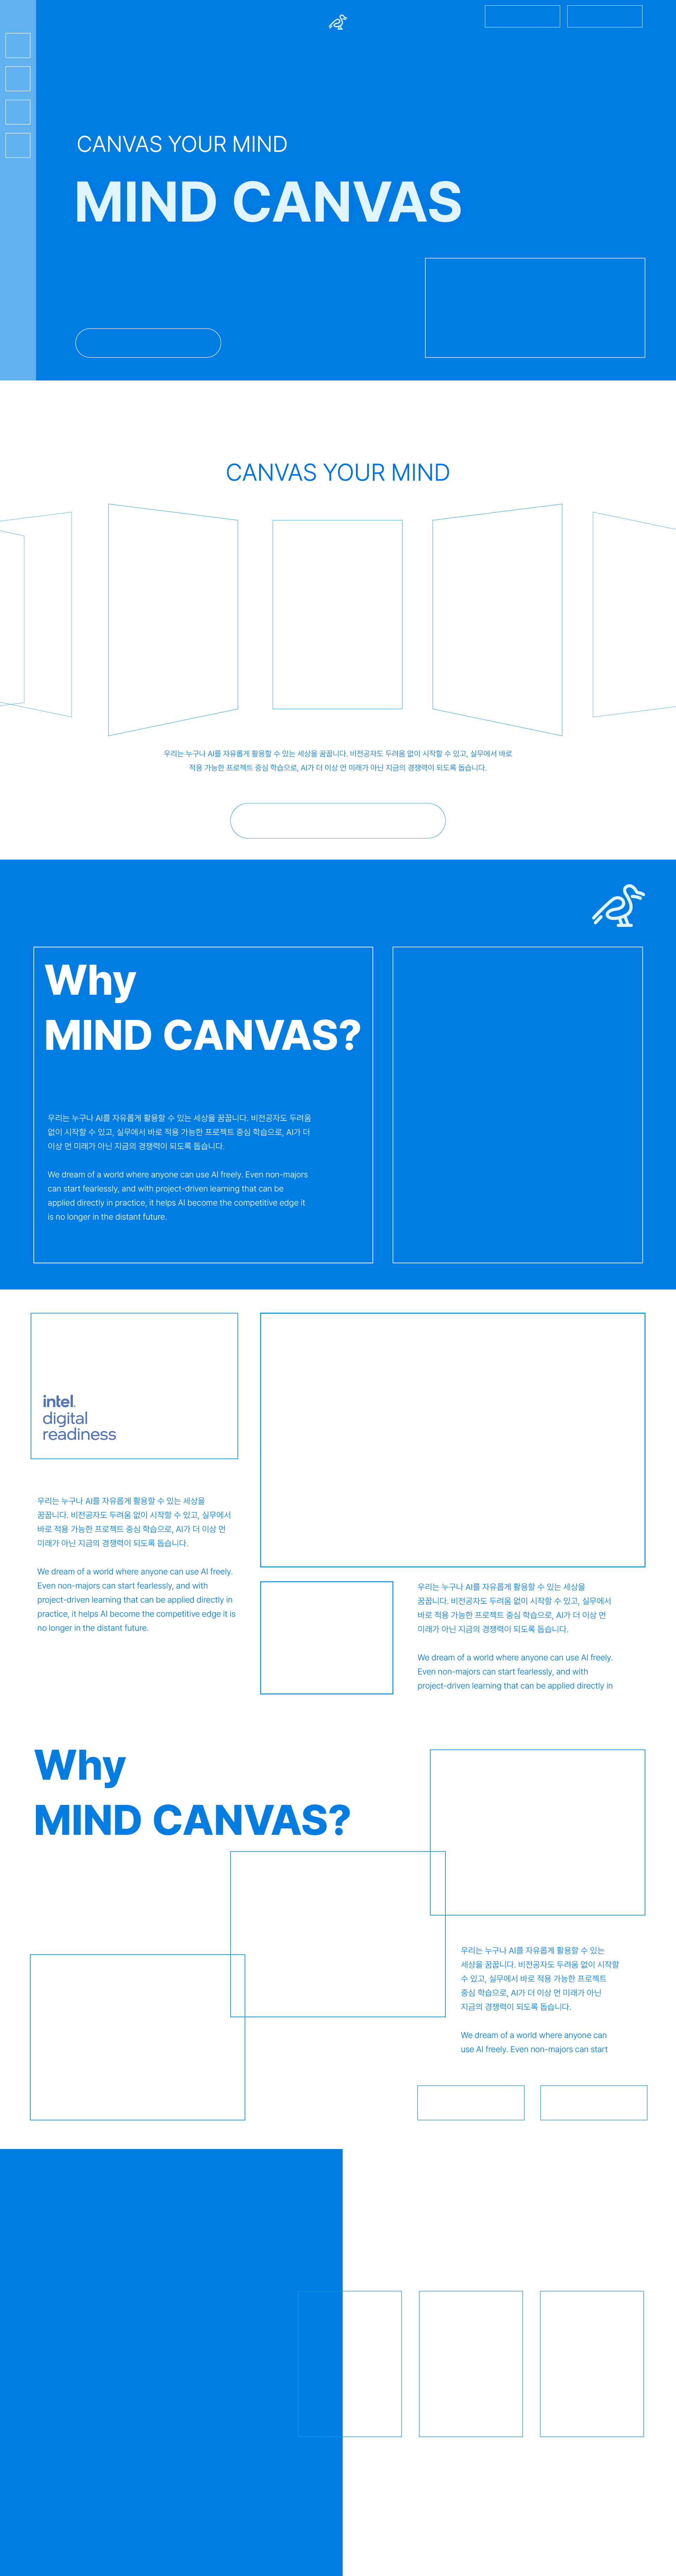 CANVAS YOUR MIND
MIND CANVAS
CANVAS YOUR MIND
우리는 누구나 AI를 자유롭게 활용할 수 있는 세상을 꿈꿉니다. 비전공자도 두려움 없이 시작할 수 있고, 실무에서 바로
적용 가능한 프로젝트 중심 학습으로, AI가 더 이상 먼 미래가 아닌 지금의 경쟁력이 되도록 돕습니다.
Why
MIND CANVAS?
우리는 누구나 AI를 자유롭게 활용할 수 있는 세상을 꿈꿉니다. 비전공자도 두려움
없이 시작할 수 있고, 실무에서 바로 적용 가능한 프로젝트 중심 학습으로, AI가 더
이상 먼 미래가 아닌 지금의 경쟁력이 되도록 돕습니다.
We dream of a world where anyone can use AI freely. Even non-majors
can start fearlessly, and with project-driven learning that can be
applied directly in practice, it helps AI become the competitive edge it
is no longer in the distant future.
intel.
digital
readiness
우리는 누구나 AI를 자유롭게 활용할 수 있는 세상을
꿈꿉니다. 비전공자도 두려움 없이 시작할 수 있고, 실무에서
바로 적용 가능한 프로젝트 중심 학습으로, AI가 더 이상 먼
미래가 아닌 지금의 경쟁력이 되도록 돕습니다.
We dream of a world where anyone can use AI freely.
Even non-majors can start fearlessly, and with
project-driven learning that can be applied directly in
practice, it helps AI become the competitive edge it is
no longer in the distant future.
우리는 누구나 AI를 자유롭게 활용할 수 있는 세상을
꿈꿉니다. 비전공자도 두려움 없이 시작할 수 있고, 실무에서
바로 적용 가능한 프로젝트 중심 학습으로, AI가 더 이상 먼
미래가 아닌 지금의 경쟁력이 되도록 돕습니다.
We dream of a world where anyone can use AI freely.
Even non-majors can start fearlessly, and with
project-driven learning that can be applied directly in
Why
MIND CANVAS?
우리는 누구나 AI를 자유롭게 활용할 수 있는
세상을 꿈꿉니다. 비전공자도 두려움 없이 시작할
수 있고, 실무에서 바로 적용 가능한 프로젝트
중심 학습으로, AI가 더 이상 먼 미래가 아닌
지금의 경쟁력이 되도록 돕습니다.
We dream of a world where anyone can
use AI freely. Even non-majors can start